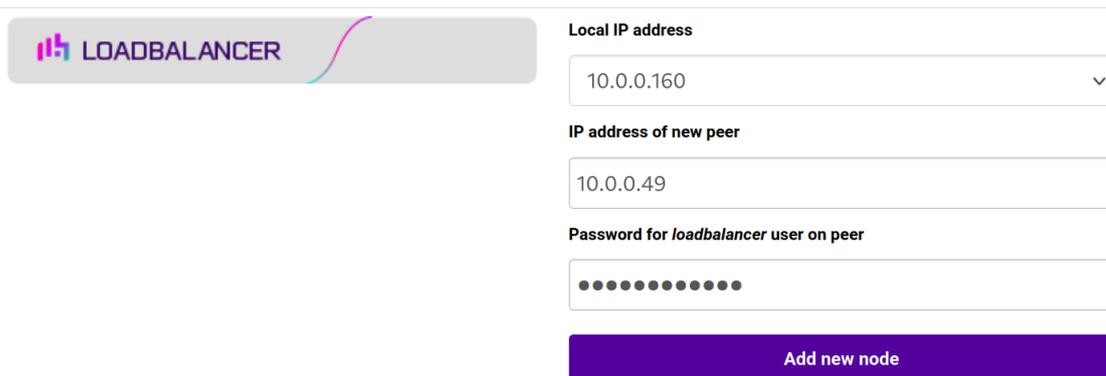 LOADBALANCER
Local IP address
10.0.0.160
IP address of new peer
10.0.0.49
Password for loadbalancer user on peer
●●●●●●●●●●●●
Add new node